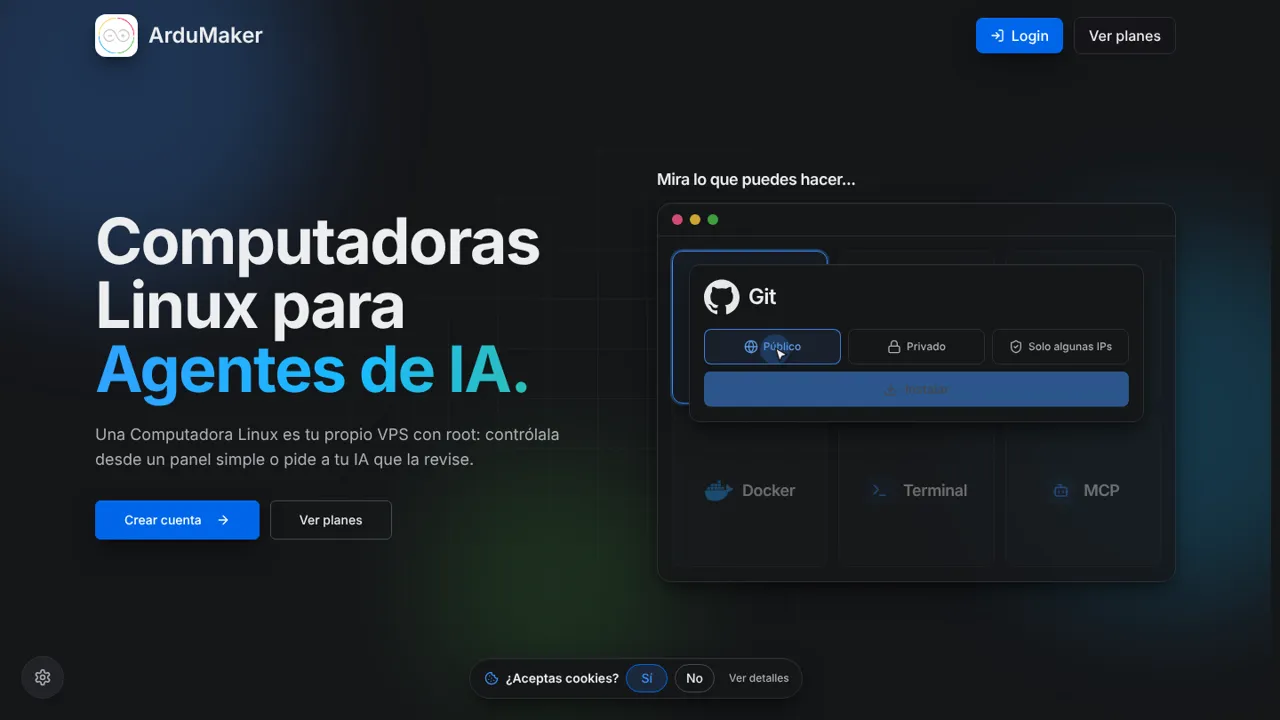 ArduMaker
Login
Ver planes
Mira lo que puedes hacer...
Computadoras
Linux para
Agentes de IA.
Una Computadora Linux es tu propio VPS con root: contrólala
desde un panel simple o pide a tu IA que la revise.
Crear cuenta
Ver planes
Git
Público
Privado
Solo algunas IPs
Docker
Terminal
MCP
¿Aceptas cookies?
Sí
No
Ver detalles